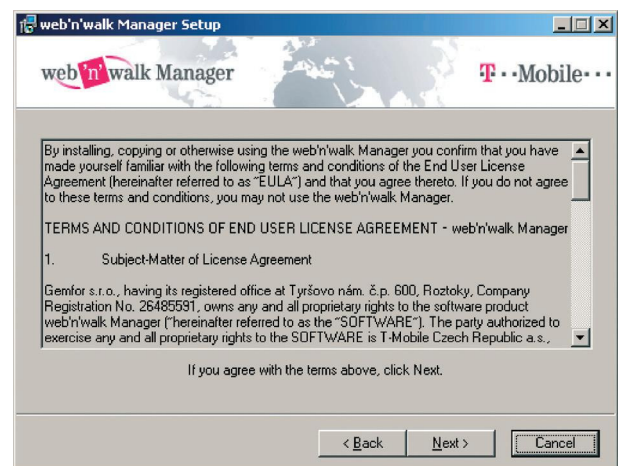 web'n'walk Manager Setup
web'n'walk Manager
T··Mobile···
By installing, copying or otherwise using the web'n'walk Manager you confirm that you have
made yourself familiar with the following terms and conditions of the End User License
Agreement (hereinafter referred to as "EULA") and that you agree thereto. If you do not agree
to these terms and conditions, you may not use the web'n'walk Manager.
TERMS AND CONDITIONS OF END USER LICENSE AGREEMENT - web'n'walk Manager
1. Subject-Matter of License Agreement
Gemfor s.r.o., having its registered office at Tyršovo nám. č.p. 600, Roztoky, Company
Registration No. 26485591, owns any and all proprietary rights to the software product
web'n'walk Manager ("hereinafter referred to as the "SOFTWARE"). The party authorized to
exercise any and all proprietary rights to the SOFTWARE is T-Mobile Czech Republic a.s.,
If you agree with the terms above, click Next.
< Back
Next >
Cancel